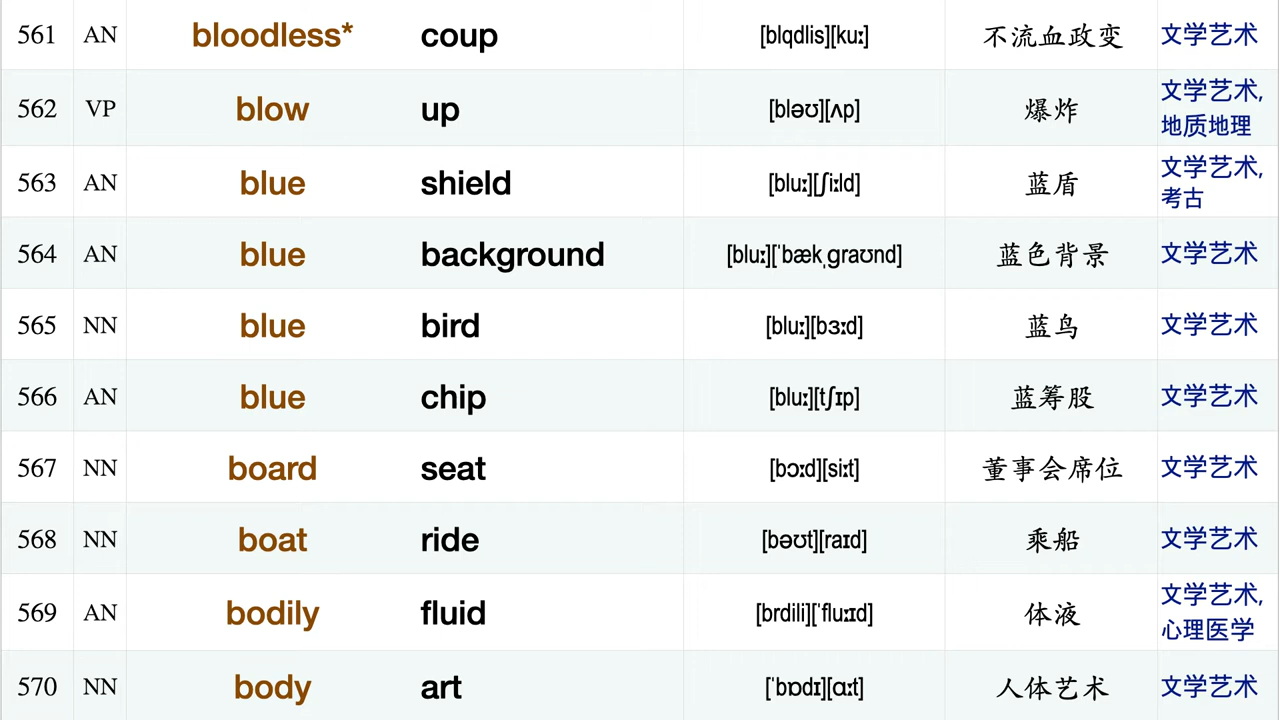 561 AN bloodless* coup [blqdlis][kuː] 不流血政变 文学艺术
562 VP blow up [bləʊ][ʌp] 爆炸 文学艺术,
地质地理
563 AN blue shield [bluː][ʃiːld] 蓝盾 文学艺术,
考古
564 AN blue background [bluː][ˈbækˌɡraʊnd] 蓝色背景 文学艺术
565 NN blue bird [bluː][bɜːd] 蓝鸟 文学艺术
566 AN blue chip [bluː][tʃɪp] 蓝筹股 文学艺术
567 NN board seat [bɔːd][siːt] 董事会席位 文学艺术
568 NN boat ride [bəʊt][raɪd] 乘船 文学艺术
569 AN bodily fluid [brdili][ˈfluːɪd] 体液 文学艺术,
心理医学
570 NN body art [ˈbɒdɪ][ɑːt] 人体艺术 文学艺术